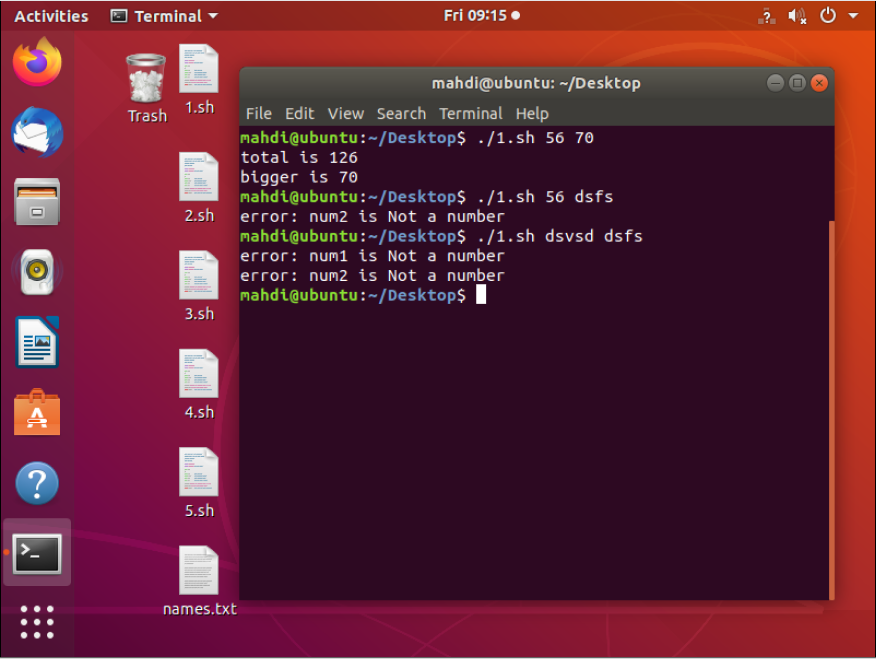 Activities Terminal Fri 09:15
Trash
1.sh
2.sh
3.sh
4.sh
5.sh
names.txt
mahdi@ubuntu: ~/Desktop
File Edit View Search Terminal Help
mahdi@ubuntu:~/Desktop$ ./1.sh 56 70
total is 126
bigger is 70
mahdi@ubuntu:~/Desktop$ ./1.sh 56 dsfs
error: num2 is Not a number
mahdi@ubuntu:~/Desktop$ ./1.sh dsvsd dsfs
error: num1 is Not a number
error: num2 is Not a number
mahdi@ubuntu:~/Desktop$